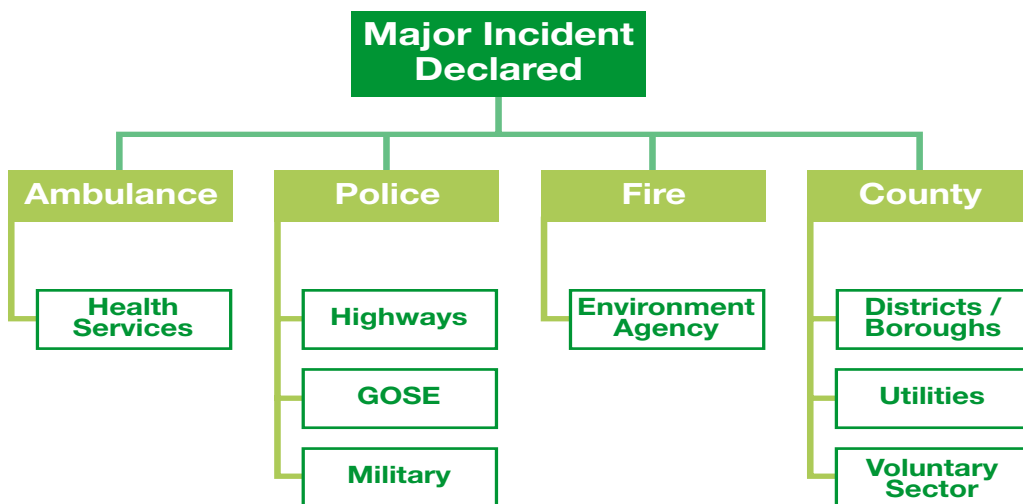 Major Incident
Declared
Ambulance
Police
Fire
County
Health
Services
Highways
Environment
Agency
Districts /
Boroughs
GOSE
Utilities
Military
Voluntary
Sector